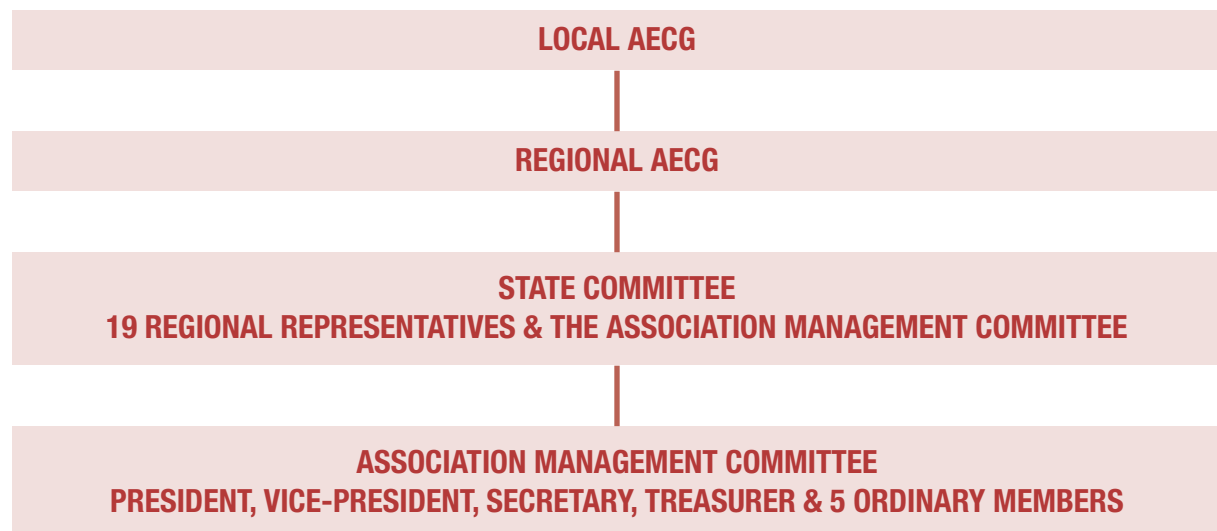 LOCAL AECG
REGIONAL AECG
STATE COMMITTEE
19 REGIONAL REPRESENTATIVES & THE ASSOCIATION MANAGEMENT COMMITTEE
ASSOCIATION MANAGEMENT COMMITTEE
PRESIDENT, VICE-PRESIDENT, SECRETARY, TREASURER & 5 ORDINARY MEMBERS